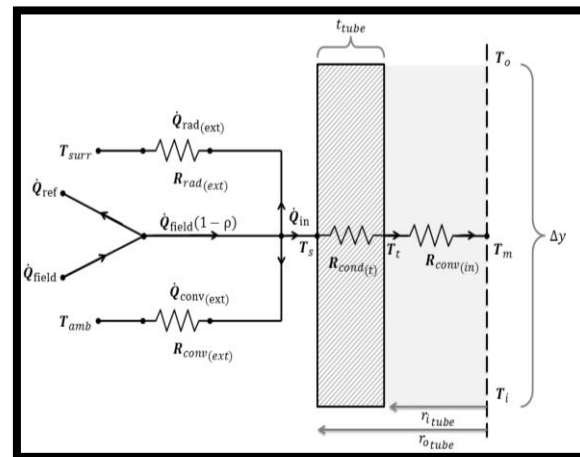 t_tube
T_o
Q̇_rad(ext)
T_surr
R_rad(ext)
Q̇_ref
Q̇_field(1−ρ)
Q̇_in
T_s
T_t
T_m
Δy
R_cond(t)
R_conv(in)
Q̇_field
Q̇_conv(ext)
T_amb
R_conv(ext)
T_i
r_i tube
r_o tube